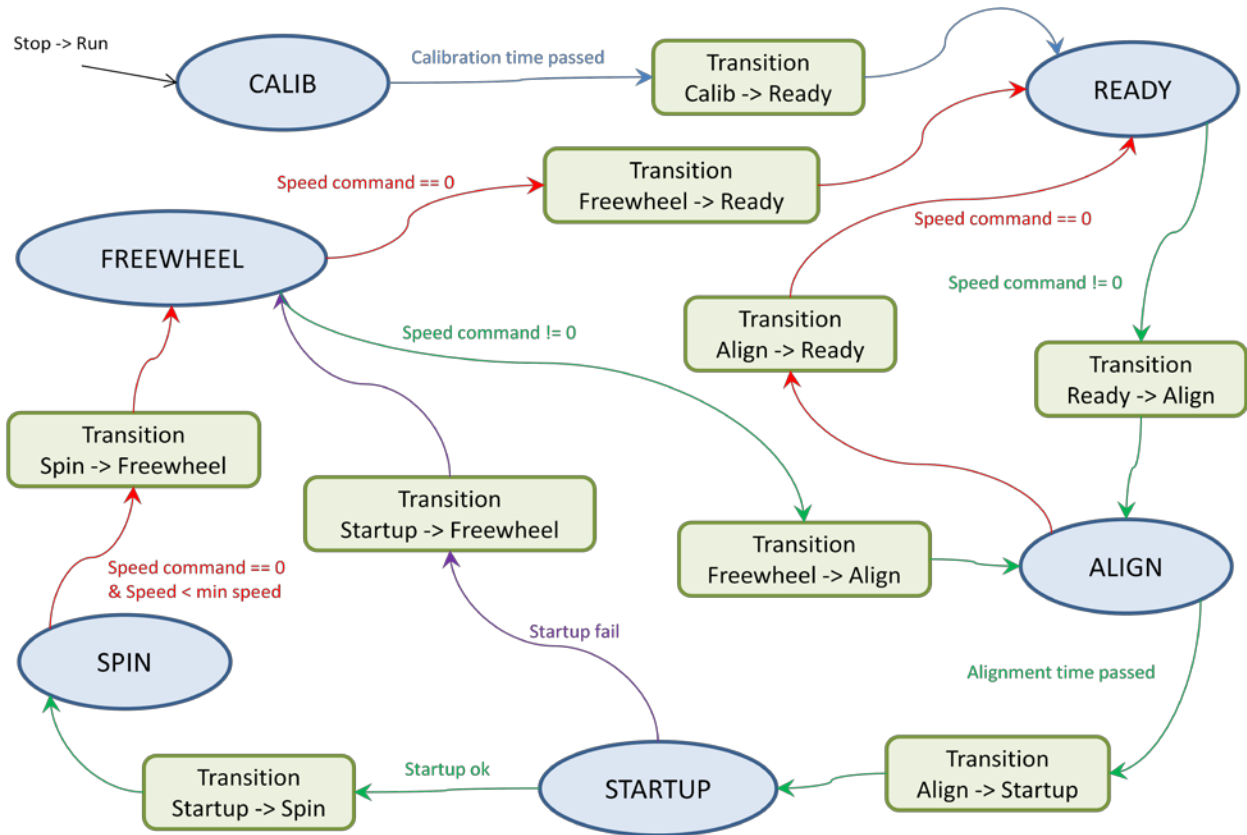 Stop -> Run
CALIB
Calibration time passed
Transition
Calib -> Ready
READY
Speed command == 0
Transition
Freewheel -> Ready
Speed command == 0
FREEWHEEL
Speed command != 0
Speed command != 0
Transition
Align -> Ready
Transition
Ready -> Align
Transition
Spin -> Freewheel
Transition
Startup -> Freewheel
Transition
Freewheel -> Align
ALIGN
Speed command == 0
& Speed < min speed
Startup fail
SPIN
Alignment time passed
Startup ok
Transition
Startup -> Spin
STARTUP
Transition
Align -> Startup